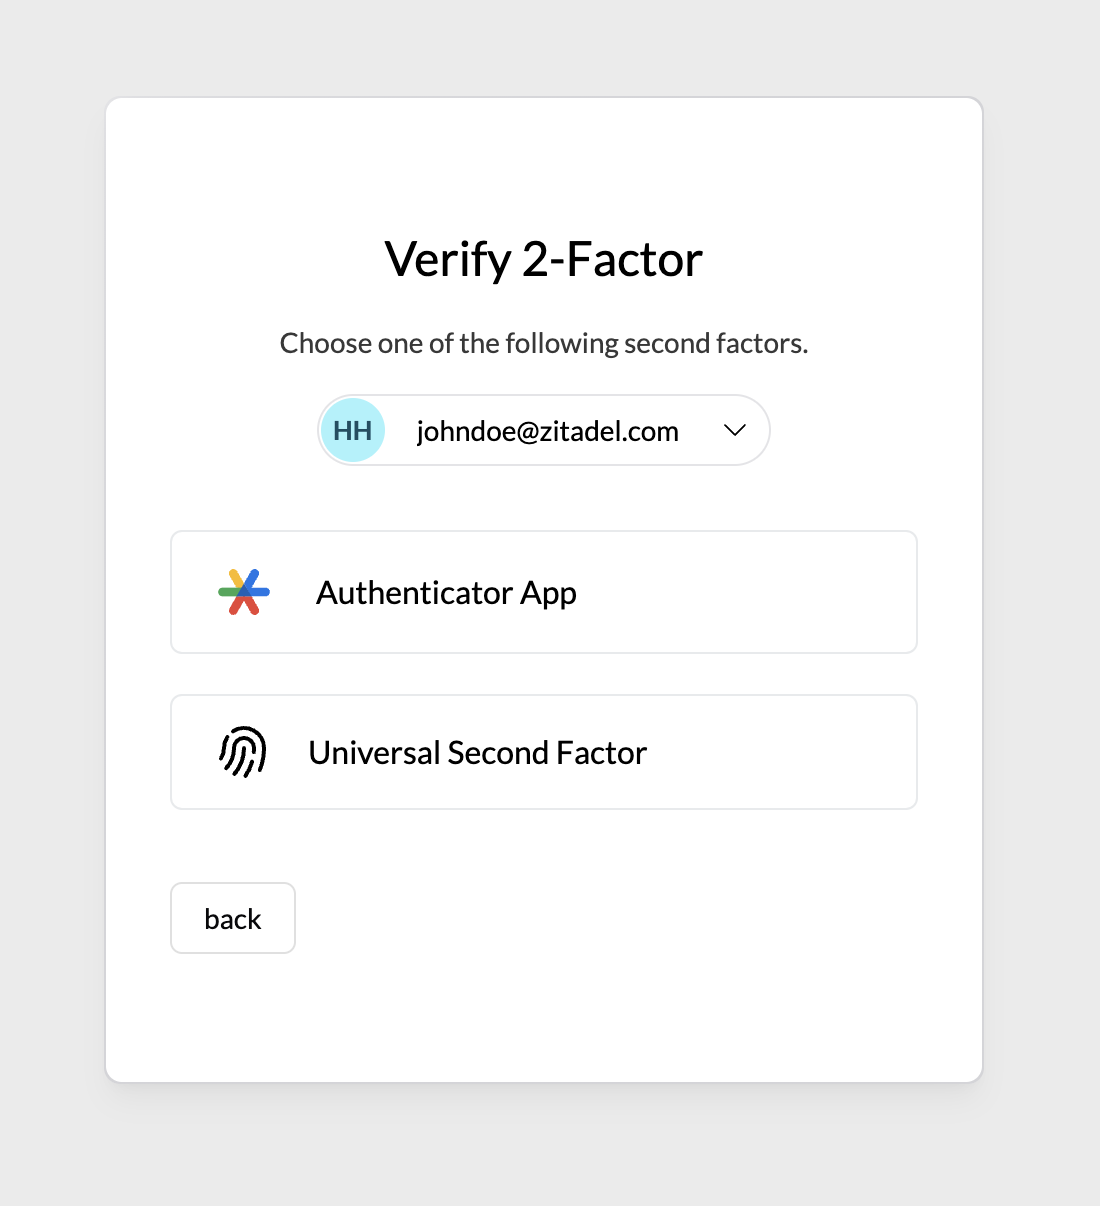 Verify 2-Factor
Choose one of the following second factors.
HH johndoe@zitadel.com
Authenticator App
Universal Second Factor
back